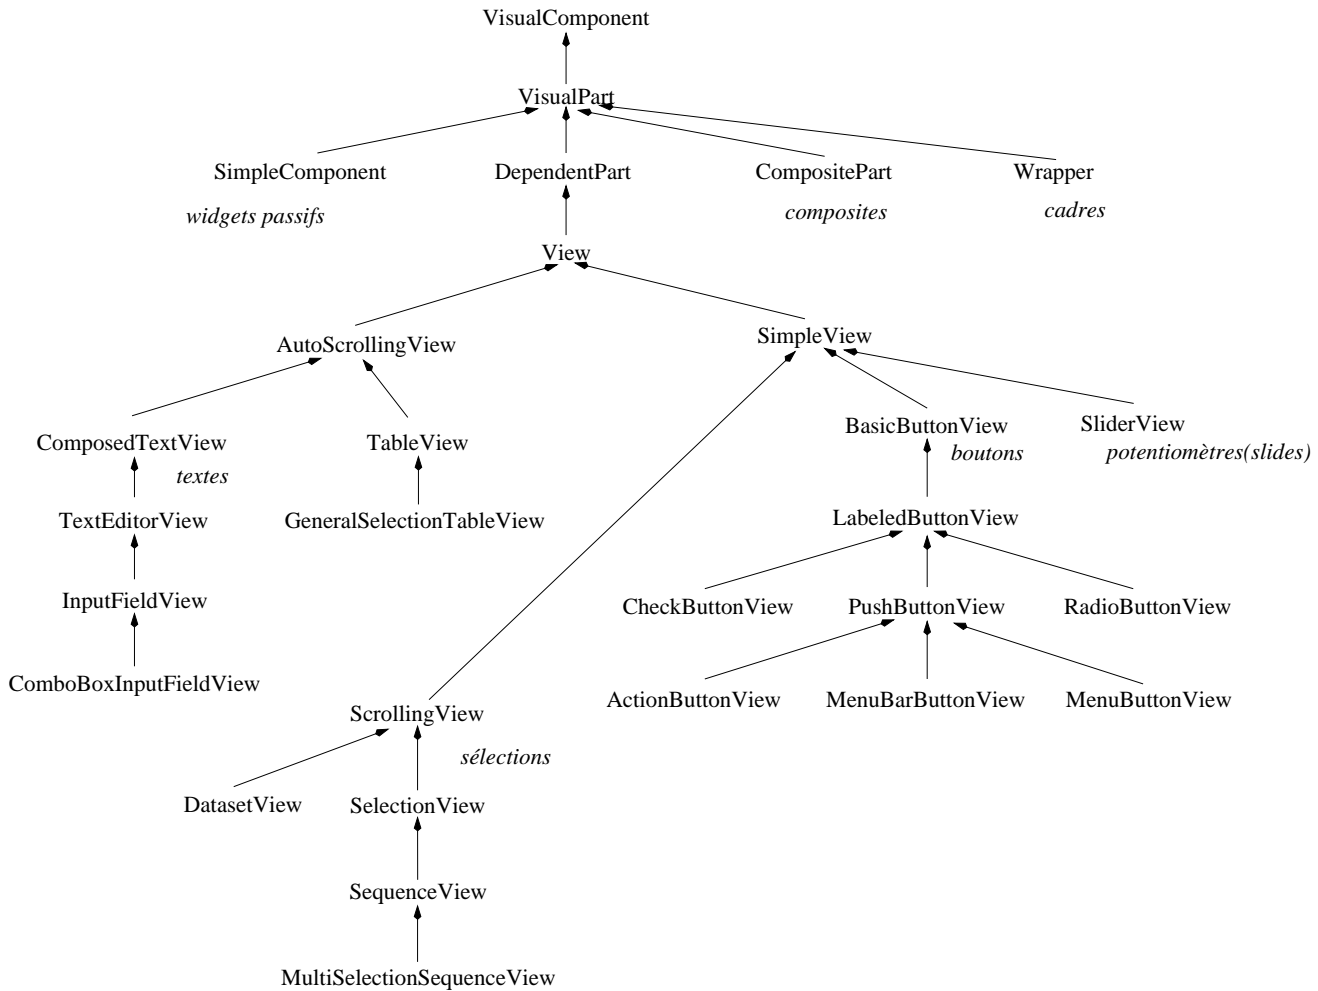 VisualComponent
VisualPart
SimpleComponent
DependentPart
CompositePart
Wrapper
widgets passifs
composites
cadres
View
AutoScrollingView
SimpleView
ComposedTextView
textes
TableView
BasicButtonView
boutons
SliderView
potentiomètres(slides)
TextEditorView
GeneralSelectionTableView
LabeledButtonView
InputFieldView
CheckButtonView
PushButtonView
RadioButtonView
ComboBoxInputFieldView
ActionButtonView
MenuBarButtonView
MenuButtonView
ScrollingView
sélections
DatasetView
SelectionView
SequenceView
MultiSelectionSequenceView